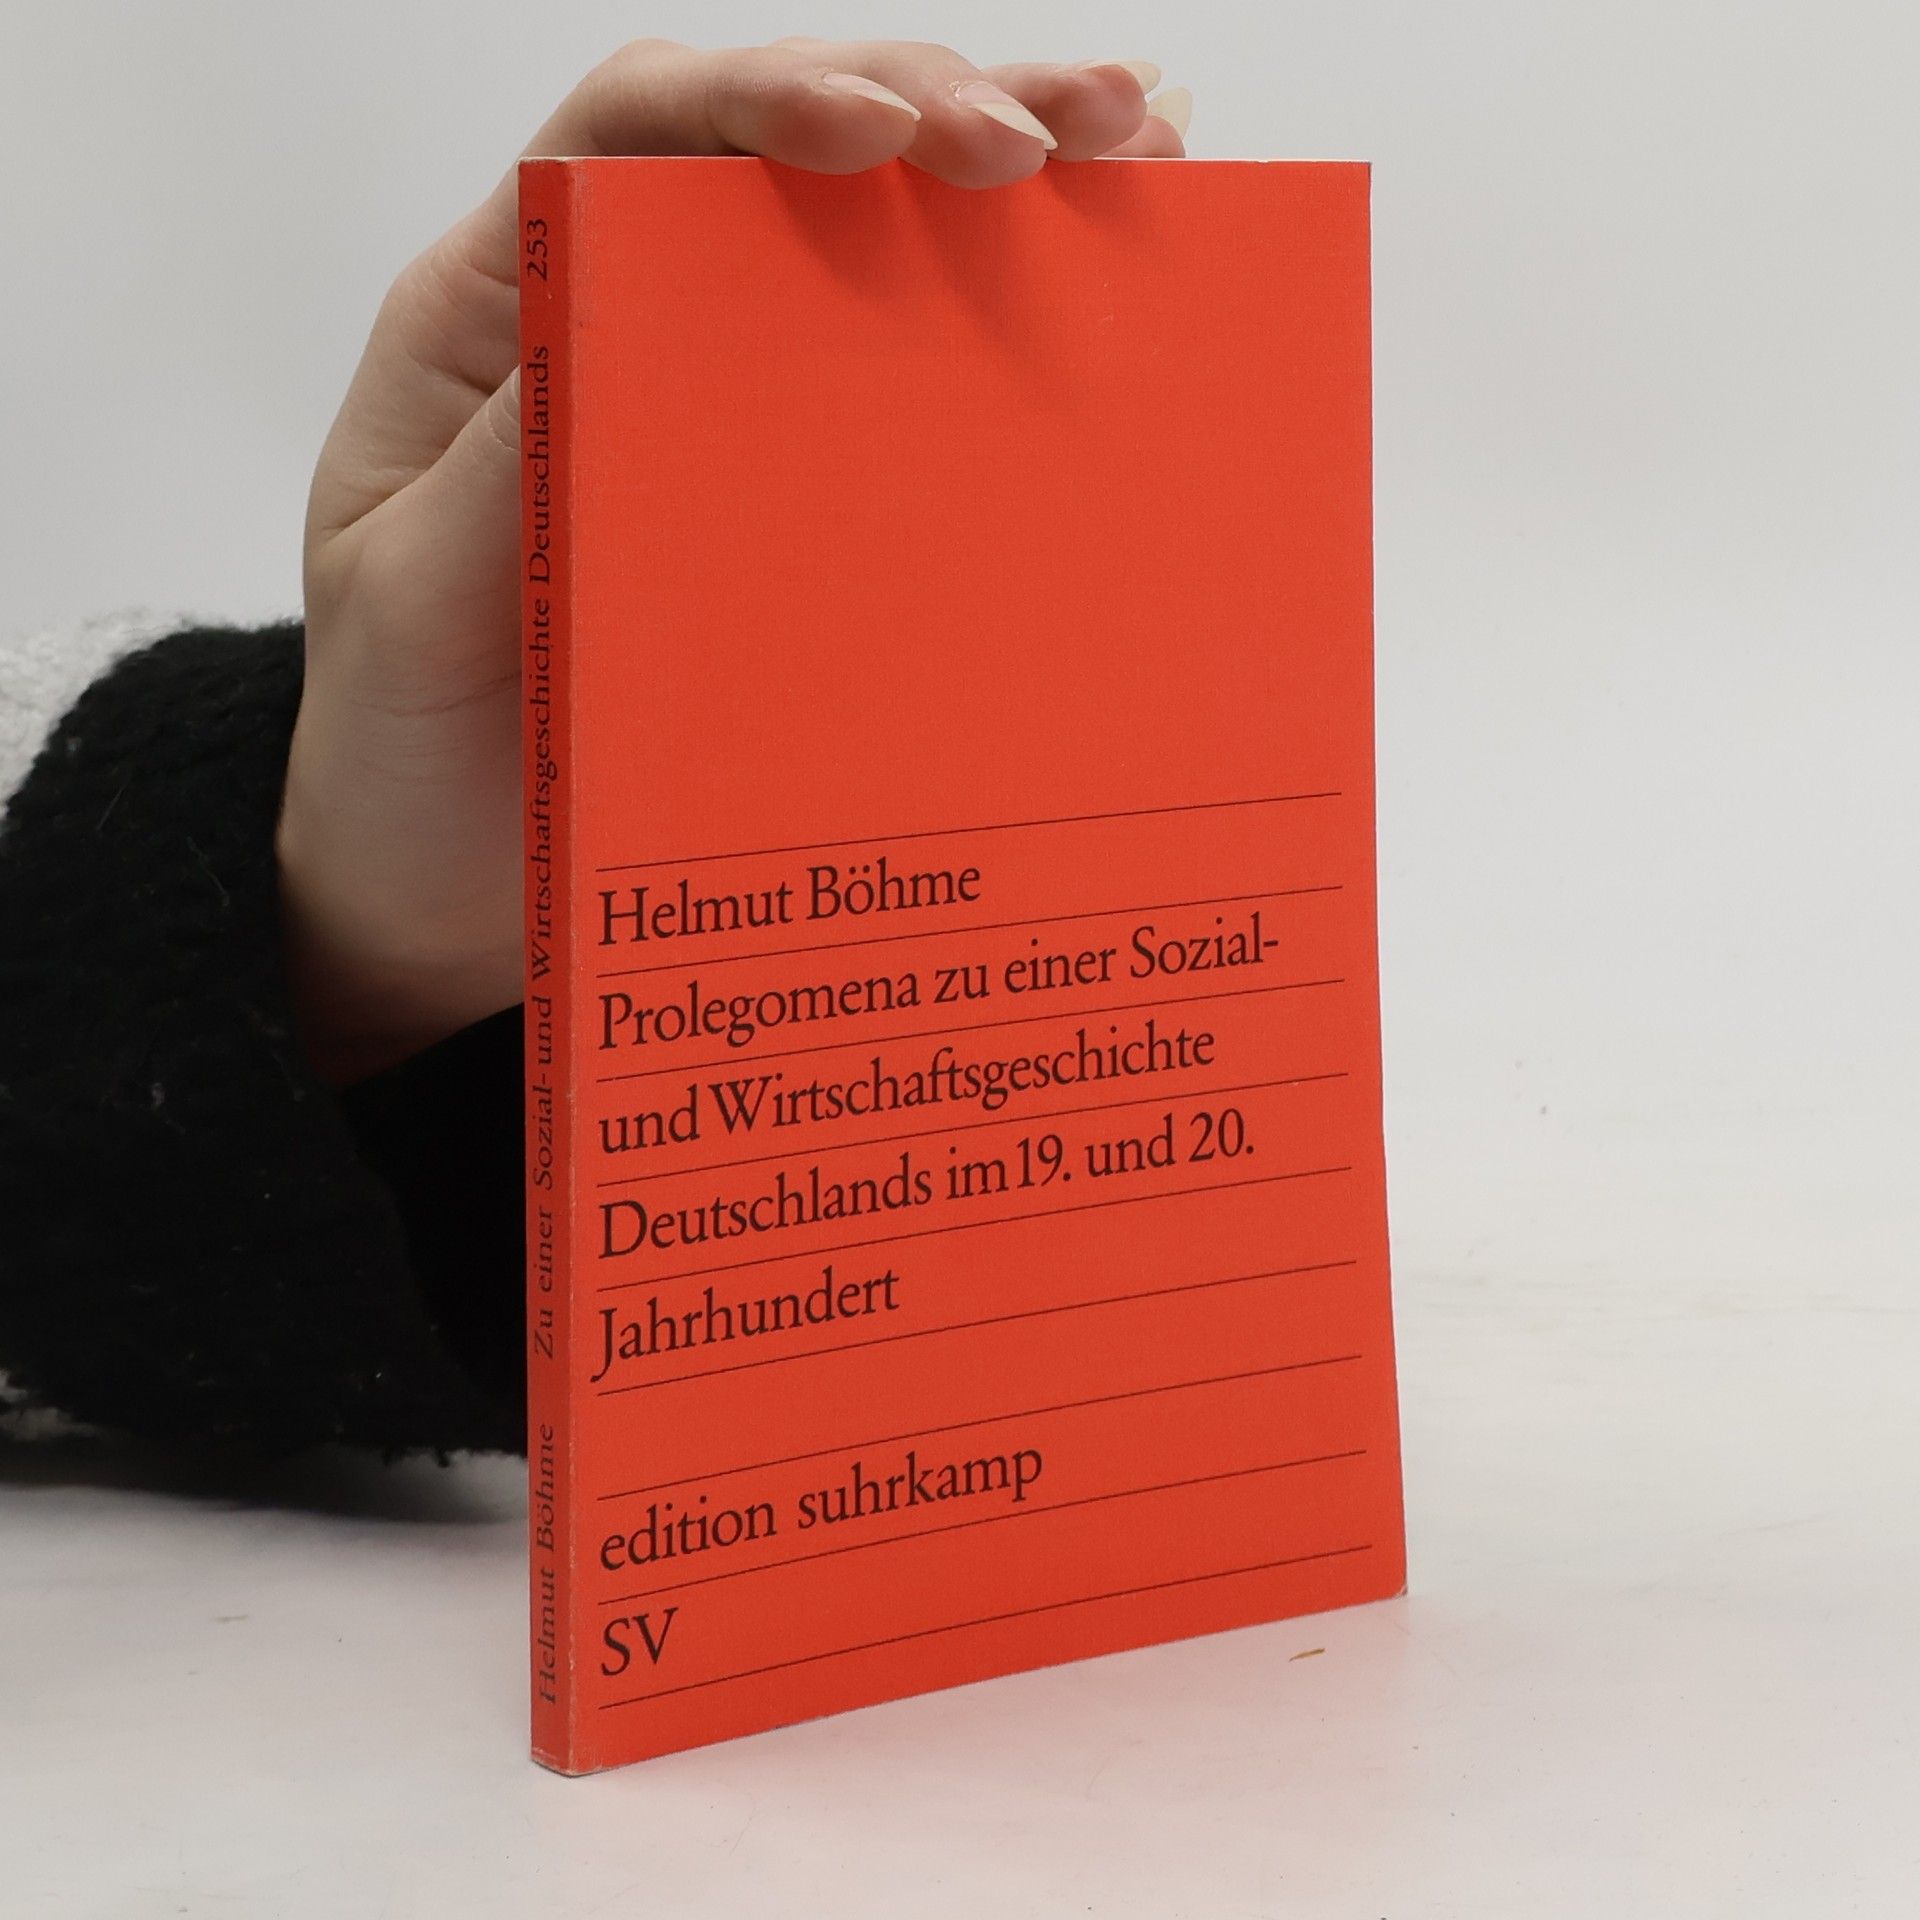 Helmut Böhme Zu einer Sozial- und Wirtschaftsgeschichte Deutschlands 253
Helmut Böhme
Prolegomena zu einer Sozial-
und Wirtschaftsgeschichte
Deutschlands im 19. und 20.
Jahrhundert
edition suhrkamp
SV